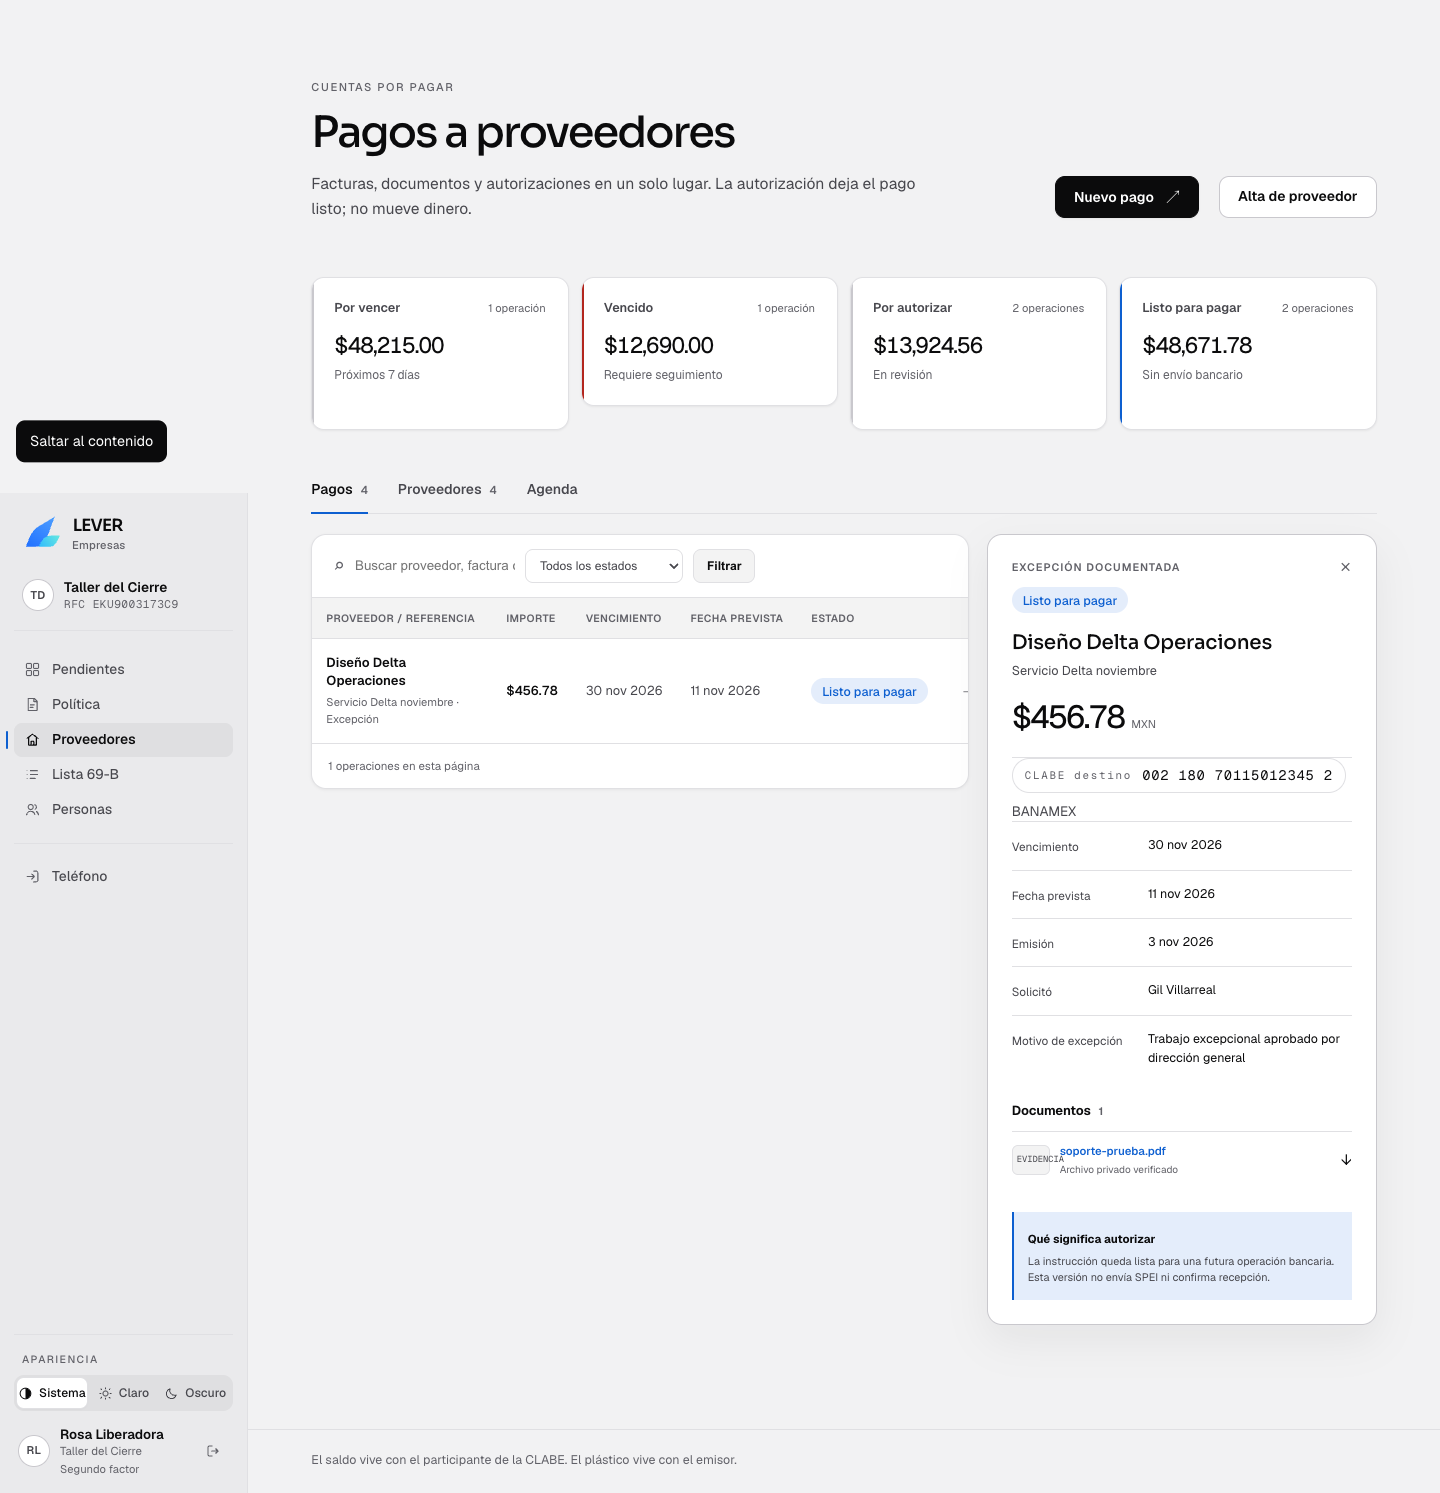 CUENTAS POR PAGAR
Pagos a proveedores
Facturas, documentos y autorizaciones en un solo lugar. La autorización deja el pago
listo; no mueve dinero.
Nuevo pago
Alta de proveedor
Por vencer
1 operación
$48,215.00
Próximos 7 días
Vencido
1 operación
$12,690.00
Requiere seguimiento
Por autorizar
2 operaciones
$13,924.56
En revisión
Listo para pagar
2 operaciones
$48,671.78
Sin envío bancario
Saltar al contenido
LEVER
Empresas
TD
Taller del Cierre
RFC EKU9003173C9
Pendientes
Política
Proveedores
Lista 69-B
Personas
Teléfono
APARIENCIA
Sistema
Claro
Oscuro
RL
Rosa Liberadora
Taller del Cierre
Segundo factor
Pagos 4
Proveedores 4
Agenda
Buscar proveedor, factura
Todos los estados
Filtrar
PROVEEDOR / REFERENCIA
IMPORTE
VENCIMIENTO
FECHA PREVISTA
ESTADO
Diseño Delta
Operaciones
Servicio Delta noviembre ·
Excepción
$456.78
30 nov 2026
11 nov 2026
Listo para pagar
1 operaciones en esta página
EXCEPCIÓN DOCUMENTADA
Listo para pagar
Diseño Delta Operaciones
Servicio Delta noviembre
$456.78 MXN
CLABE destino 002 180 70115012345 2
BANAMEX
Vencimiento
30 nov 2026
Fecha prevista
11 nov 2026
Emisión
3 nov 2026
Solicitó
Gil Villarreal
Motivo de excepción
Trabajo excepcional aprobado por
dirección general
Documentos 1
EVIDENCIA
soporte-prueba.pdf
Archivo privado verificado
Qué significa autorizar
La instrucción queda lista para una futura operación bancaria.
Esta versión no envía SPEI ni confirma recepción.
El saldo vive con el participante de la CLABE. El plástico vive con el emisor.